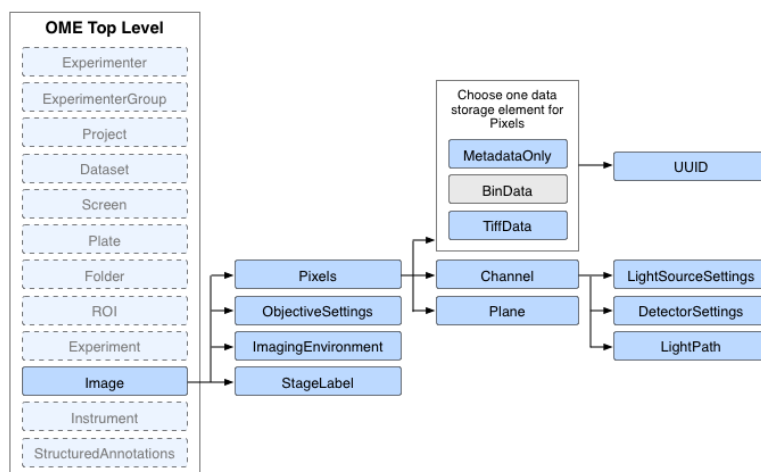 OME Top Level
Experimenter
ExperimenterGroup
Project
Dataset
Screen
Plate
Folder
ROI
Experiment
Image
Instrument
StructuredAnnotations
Pixels
ObjectiveSettings
ImagingEnvironment
StageLabel
Choose one data
storage element for
Pixels
MetadataOnly
BinData
TiffData
Channel
Plane
UUID
LightSourceSettings
DetectorSettings
LightPath